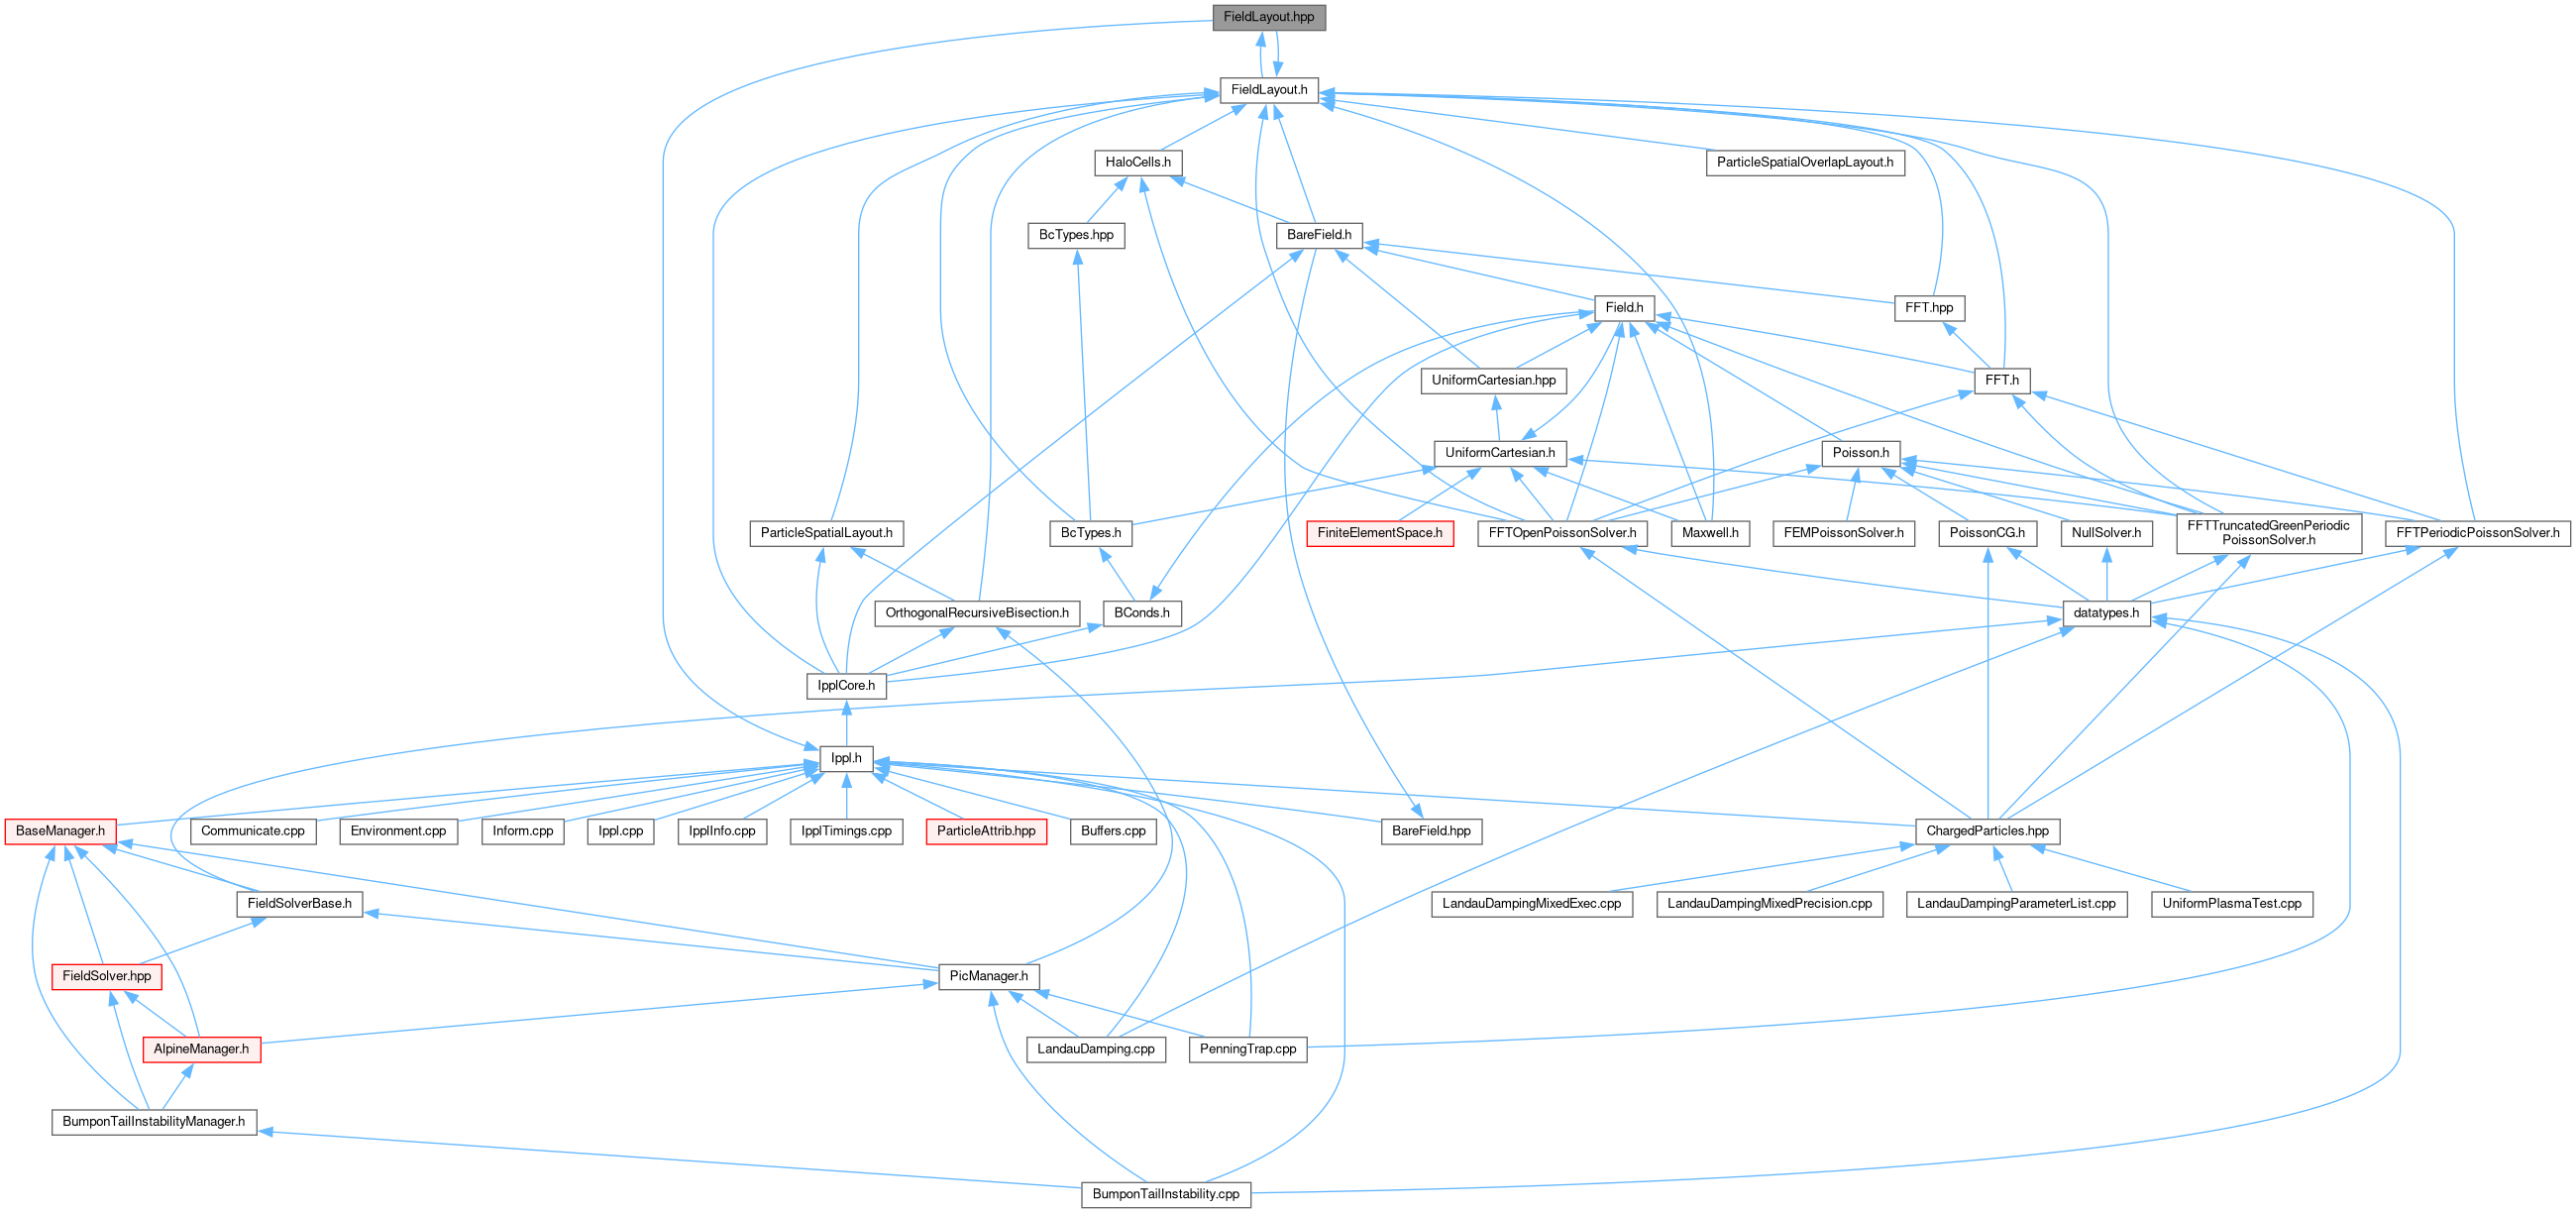 FieldLayout.hpp
FieldLayout.h
HaloCells.h
ParticleSpatialOverlapLayout.h
BcTypes.hpp
BareField.h
Field.h
FFT.hpp
UniformCartesian.hpp
FFT.h
UniformCartesian.h
Poisson.h
ParticleSpatialLayout.h
BcTypes.h
FiniteElementSpace.h
FFTOpenPoissonSolver.h
Maxwell.h
FEMPoissonSolver.h
PoissonCG.h
NullSolver.h
FFTTruncatedGreenPeriodic
PoissonSolver.h
FFTPeriodicPoissonSolver.h
OrthogonalRecursiveBisection.h
BConds.h
datatypes.h
IpplCore.h
Ippl.h
BaseManager.h
Communicate.cpp
Environment.cpp
Inform.cpp
Ippl.cpp
IpplInfo.cpp
IpplTimings.cpp
ParticleAttrib.hpp
Buffers.cpp
BareField.hpp
ChargedParticles.hpp
FieldSolverBase.h
LandauDampingMixedExec.cpp
LandauDampingMixedPrecision.cpp
LandauDampingParameterList.cpp
UniformPlasmaTest.cpp
FieldSolver.hpp
PicManager.h
AlpineManager.h
LandauDamping.cpp
PenningTrap.cpp
BumponTailInstabilityManager.h
BumponTailInstability.cpp